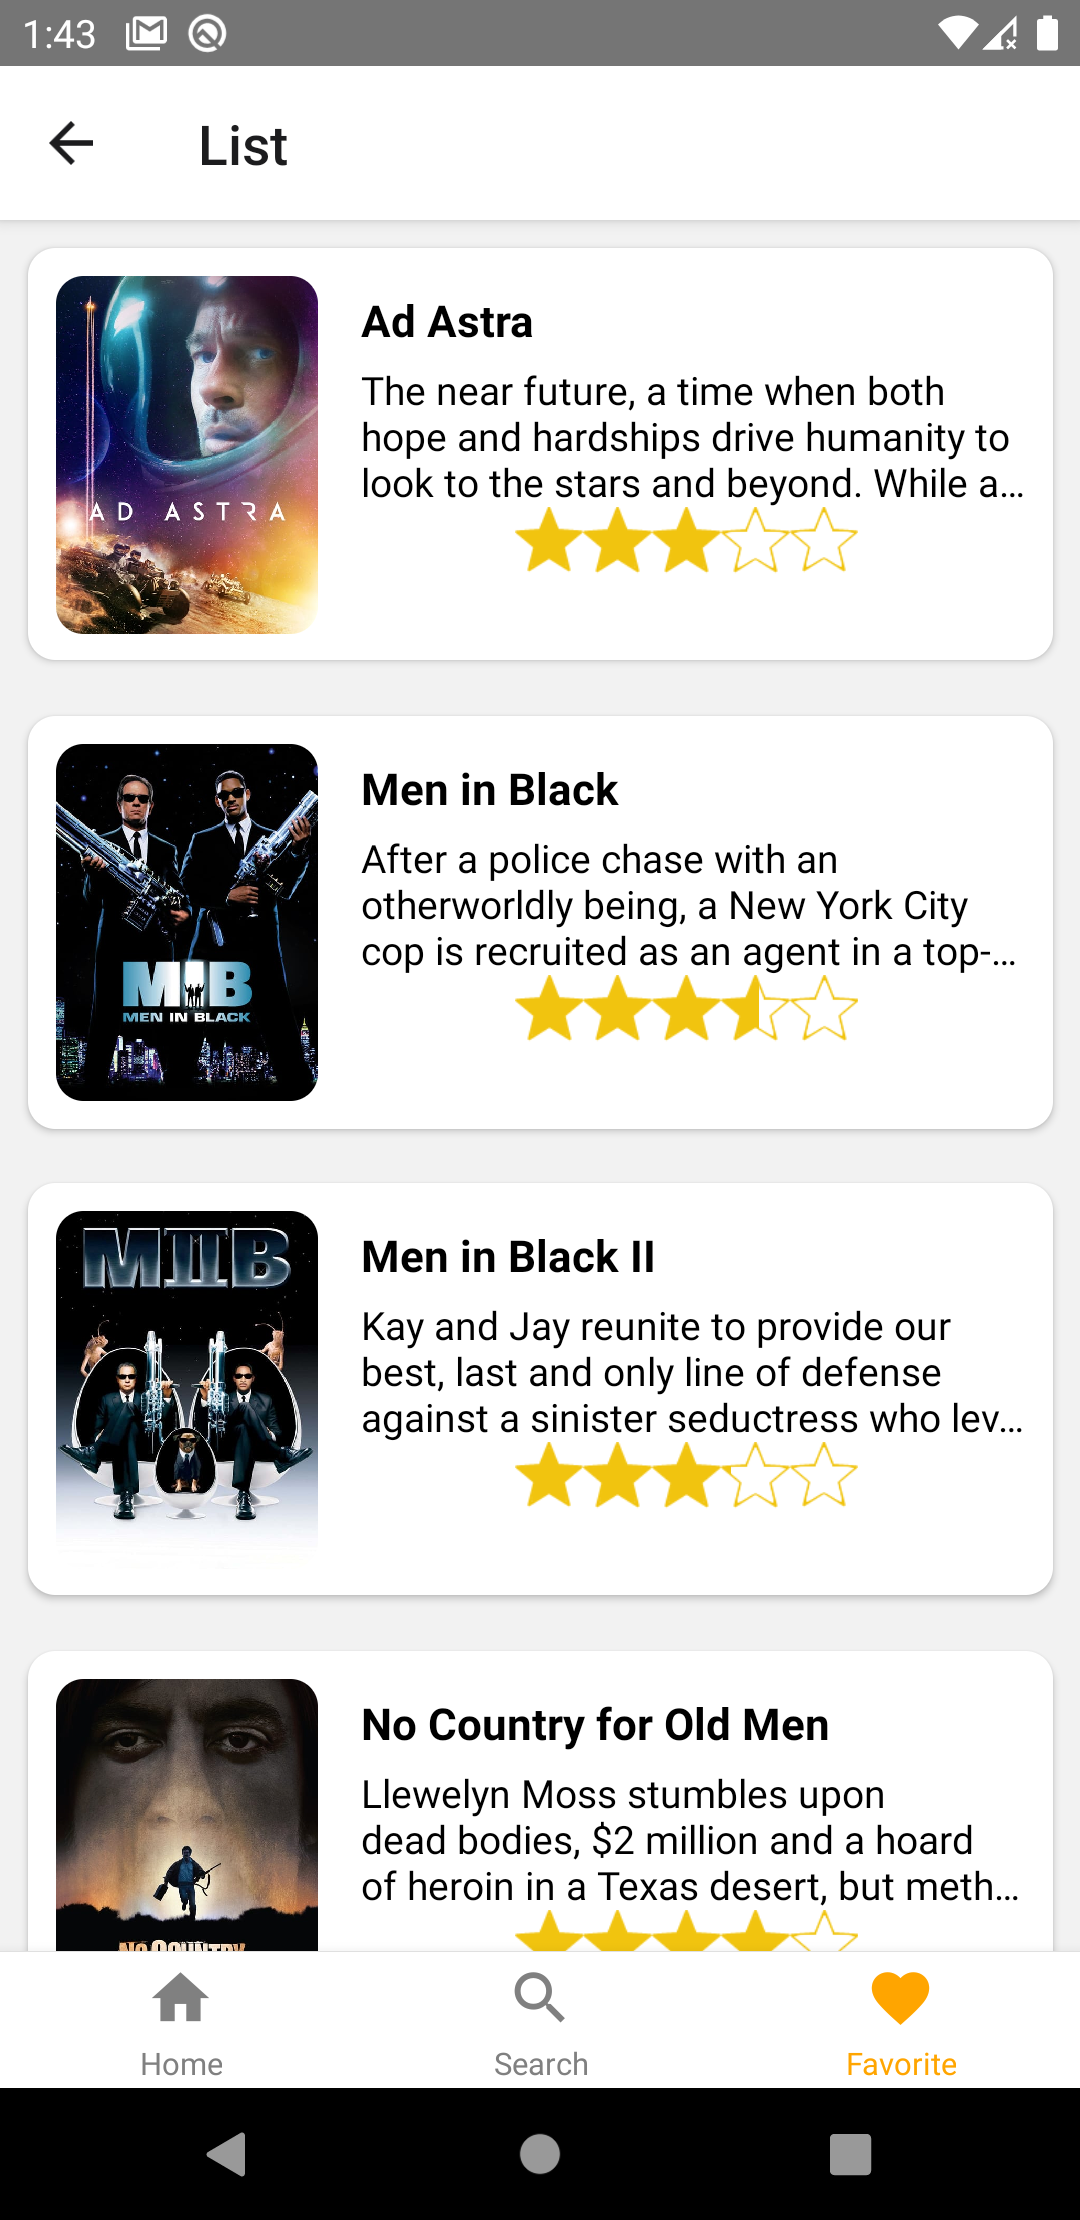 1:43
List
AD ASTRA
Ad Astra
The near future, a time when both
hope and hardships drive humanity to
look to the stars and beyond. While a...
MIB
MEN IN BLACK
Men in Black
After a police chase with an
otherworldly being, a New York City
cop is recruited as an agent in a top-...
MIIB
Men in Black II
Kay and Jay reunite to provide our
best, last and only line of defense
against a sinister seductress who lev...
NO COUNTRY
No Country for Old Men
Llewelyn Moss stumbles upon
dead bodies, $2 million and a hoard
of heroin in a Texas desert, but meth...
Home
Search
Favorite